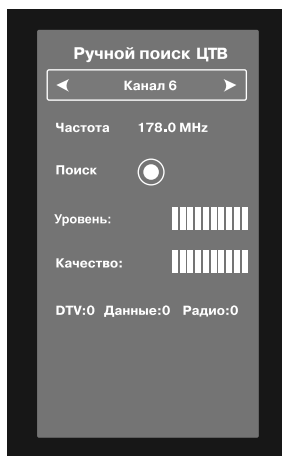 Ручной поиск ЦТВ
Канал 6
Частота 178.0 MHz
Поиск
Уровень:
Качество:
DTV:0 Данные:0 Радио:0